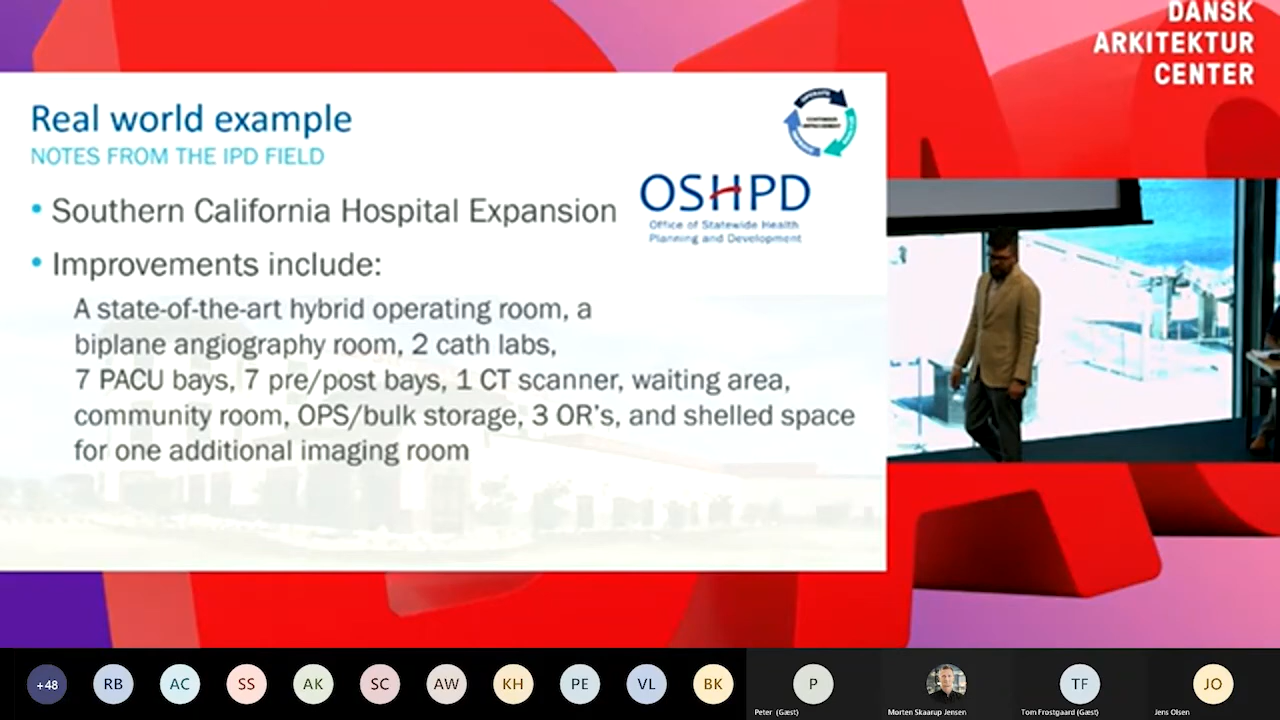 DANSK
ARKITEKTUR
CENTER
Real world example
NOTES FROM THE IPD FIELD
OPERATE
CONTINUOUS
IMPROVEMENT
OSHPD
Office of Statewide Health
Planning and Development
• Southern California Hospital Expansion
• Improvements include:
A state-of-the-art hybrid operating room, a
biplane angiography room, 2 cath labs,
7 PACU bays, 7 pre/post bays, 1 CT scanner, waiting area,
community room, OPS/bulk storage, 3 OR's, and shelled space
for one additional imaging room
+48 RB AC SS AK SC AW KH PE VL BK P TF JO
Peter (Gæst) Morten Skaarup Jensen Tom Frostgaard (Gæst) Jens Olsen